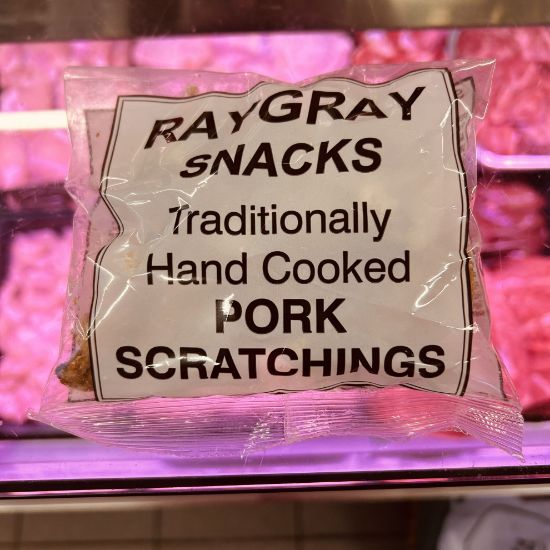 RAYGRAY
SNACKS
Traditionally
Hand Cooked
PORK
SCRATCHINGS